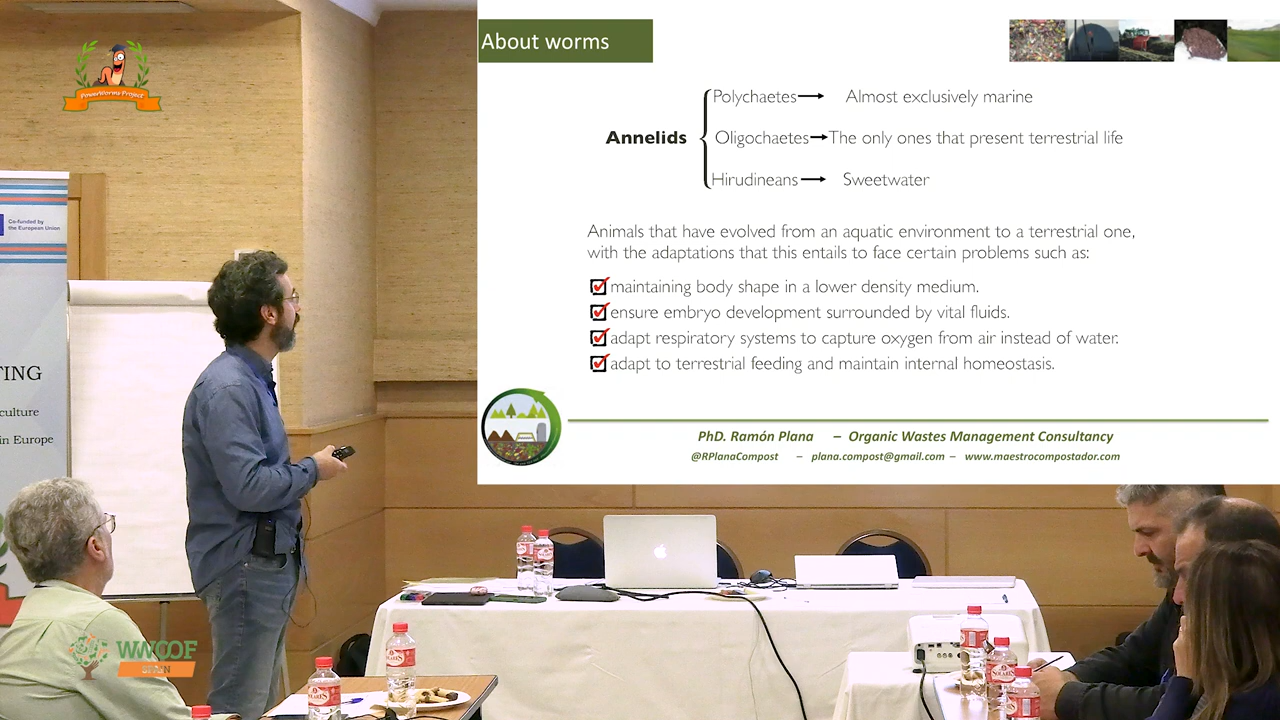 About worms
PowerWorms Project
Polychaetes → Almost exclusively marine
Annelids
Oligochaetes → The only ones that present terrestrial life
Hirudineans → Sweetwater
Animals that have evolved from an aquatic environment to a terrestrial one,
with the adaptations that this entails to face certain problems such as:
maintaining body shape in a lower density medium.
ensure embryo development surrounded by vital fluids.
adapt respiratory systems to capture oxygen from air instead of water.
adapt to terrestrial feeding and maintain internal homeostasis.
PhD. Ramón Plana – Organic Wastes Management Consultancy
@RPlanaCompost – plana.compost@gmail.com – www.maestrocompostador.com
Co-funded by
the European Union
TING
culture
in Europe
WWOOF
SPAIN
SOLARES